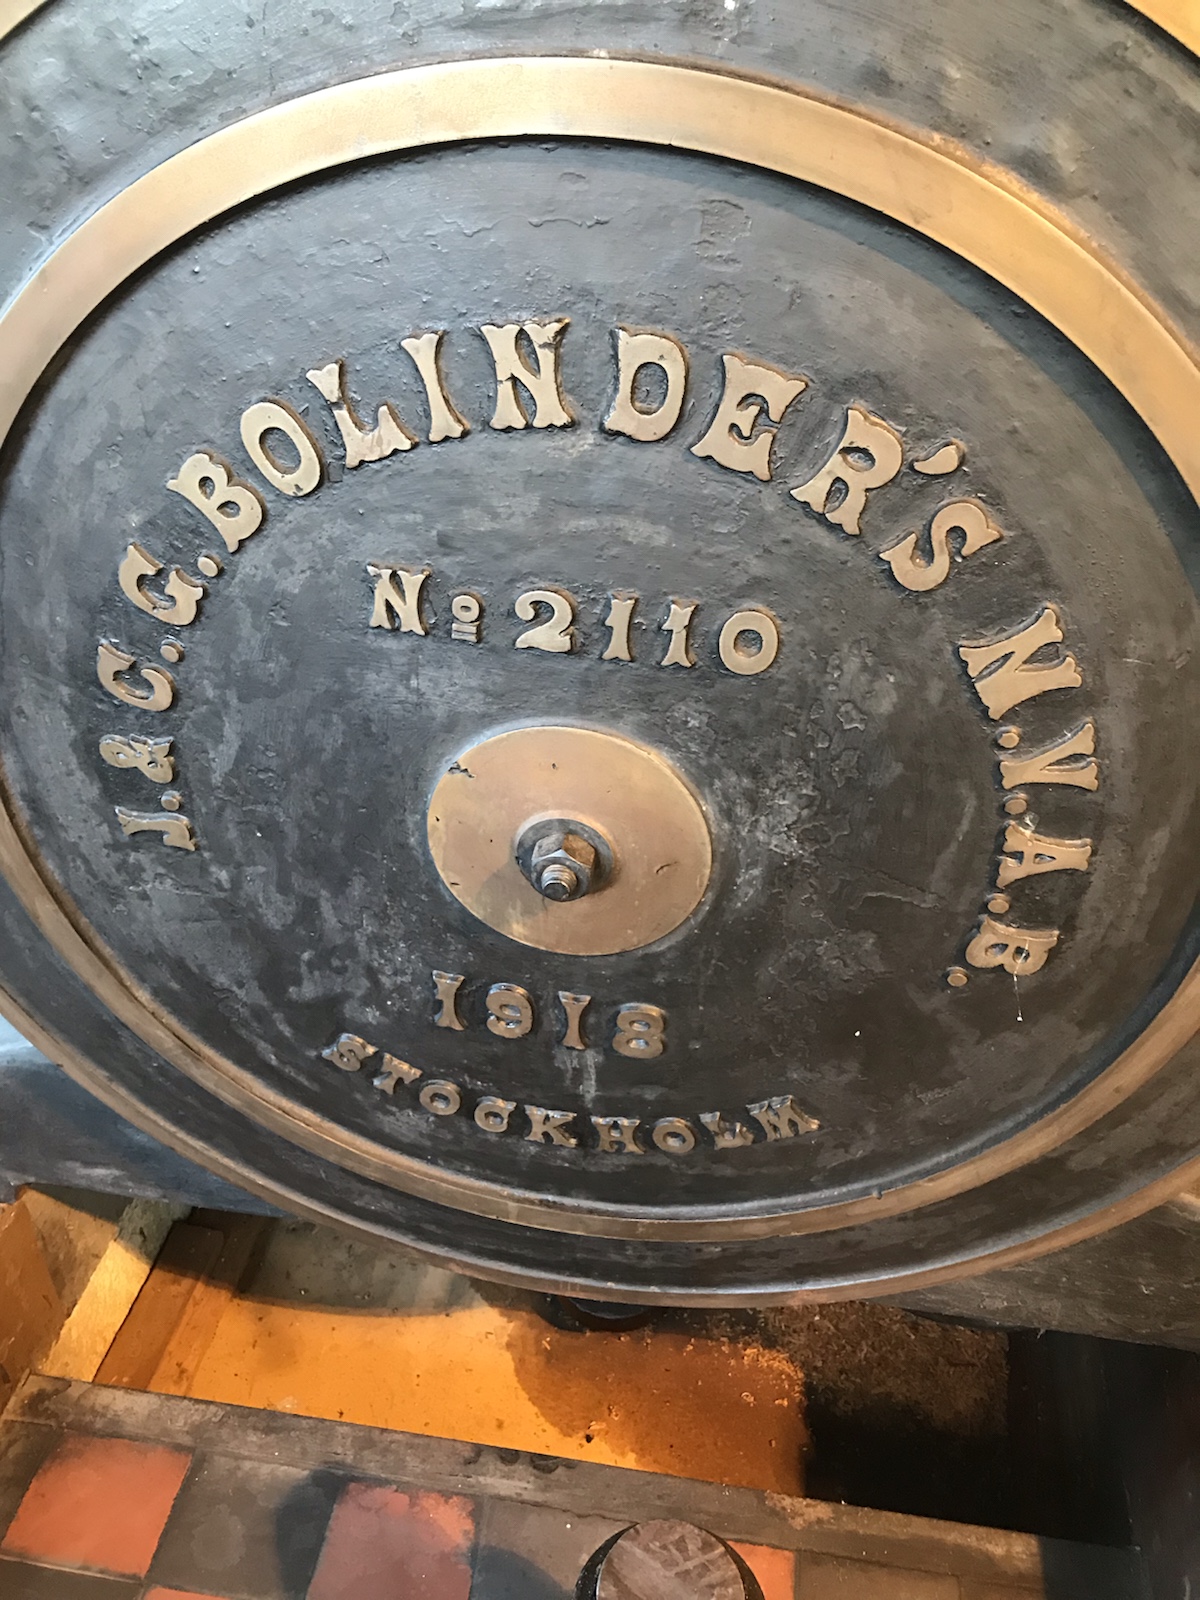 J. & C. G. BOLINDER'S N. V. A. B.
No 2110
1918
STOCKHOLM